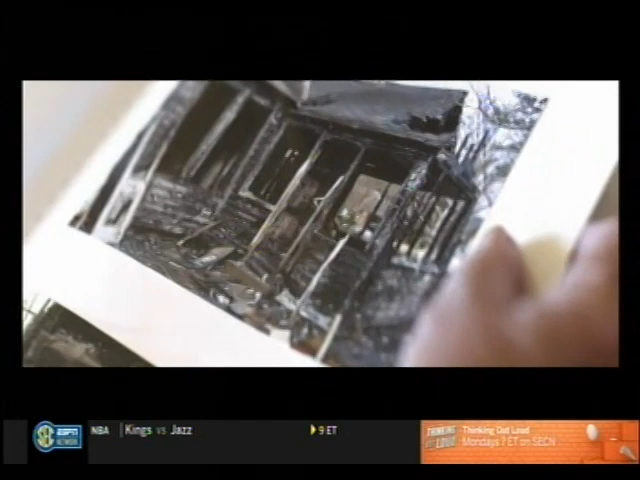 SEC ESPN NETWORK
NBA Kings vs Jazz 9 ET
THINKING OUT LOUD
Thinking Out Loud
Mondays 7 ET on SECN